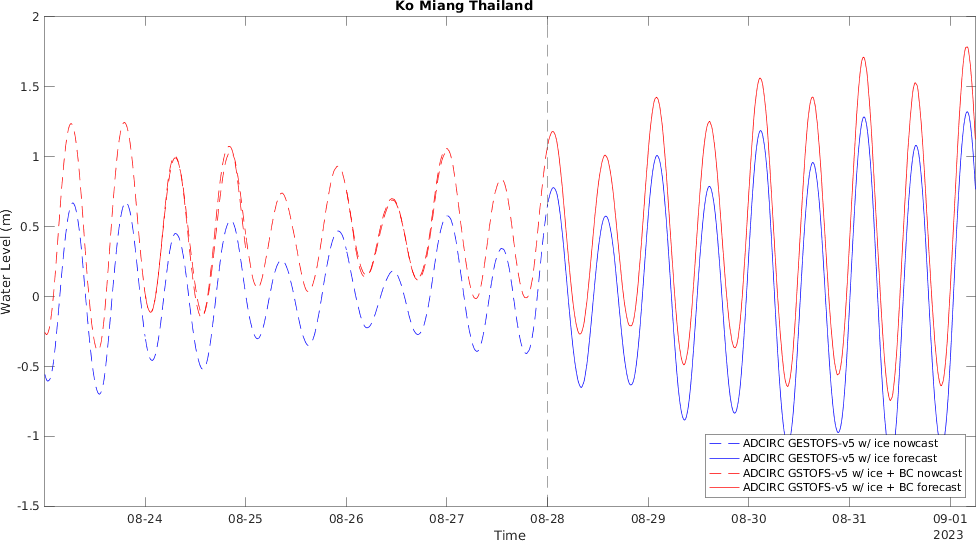 Ko Miang Thailand
2
1.5
1
0.5
0
-0.5
-1
-1.5
Water Level (m)
08-24
08-25
08-26
08-27
08-28
08-29
08-30
08-31
09-01
Time
2023
ADCIRC GESTOFS-v5 w/ ice nowcast
ADCIRC GESTOFS-v5 w/ ice forecast
ADCIRC GSTOFS-v5 w/ ice + BC nowcast
ADCIRC GSTOFS-v5 w/ ice + BC forecast